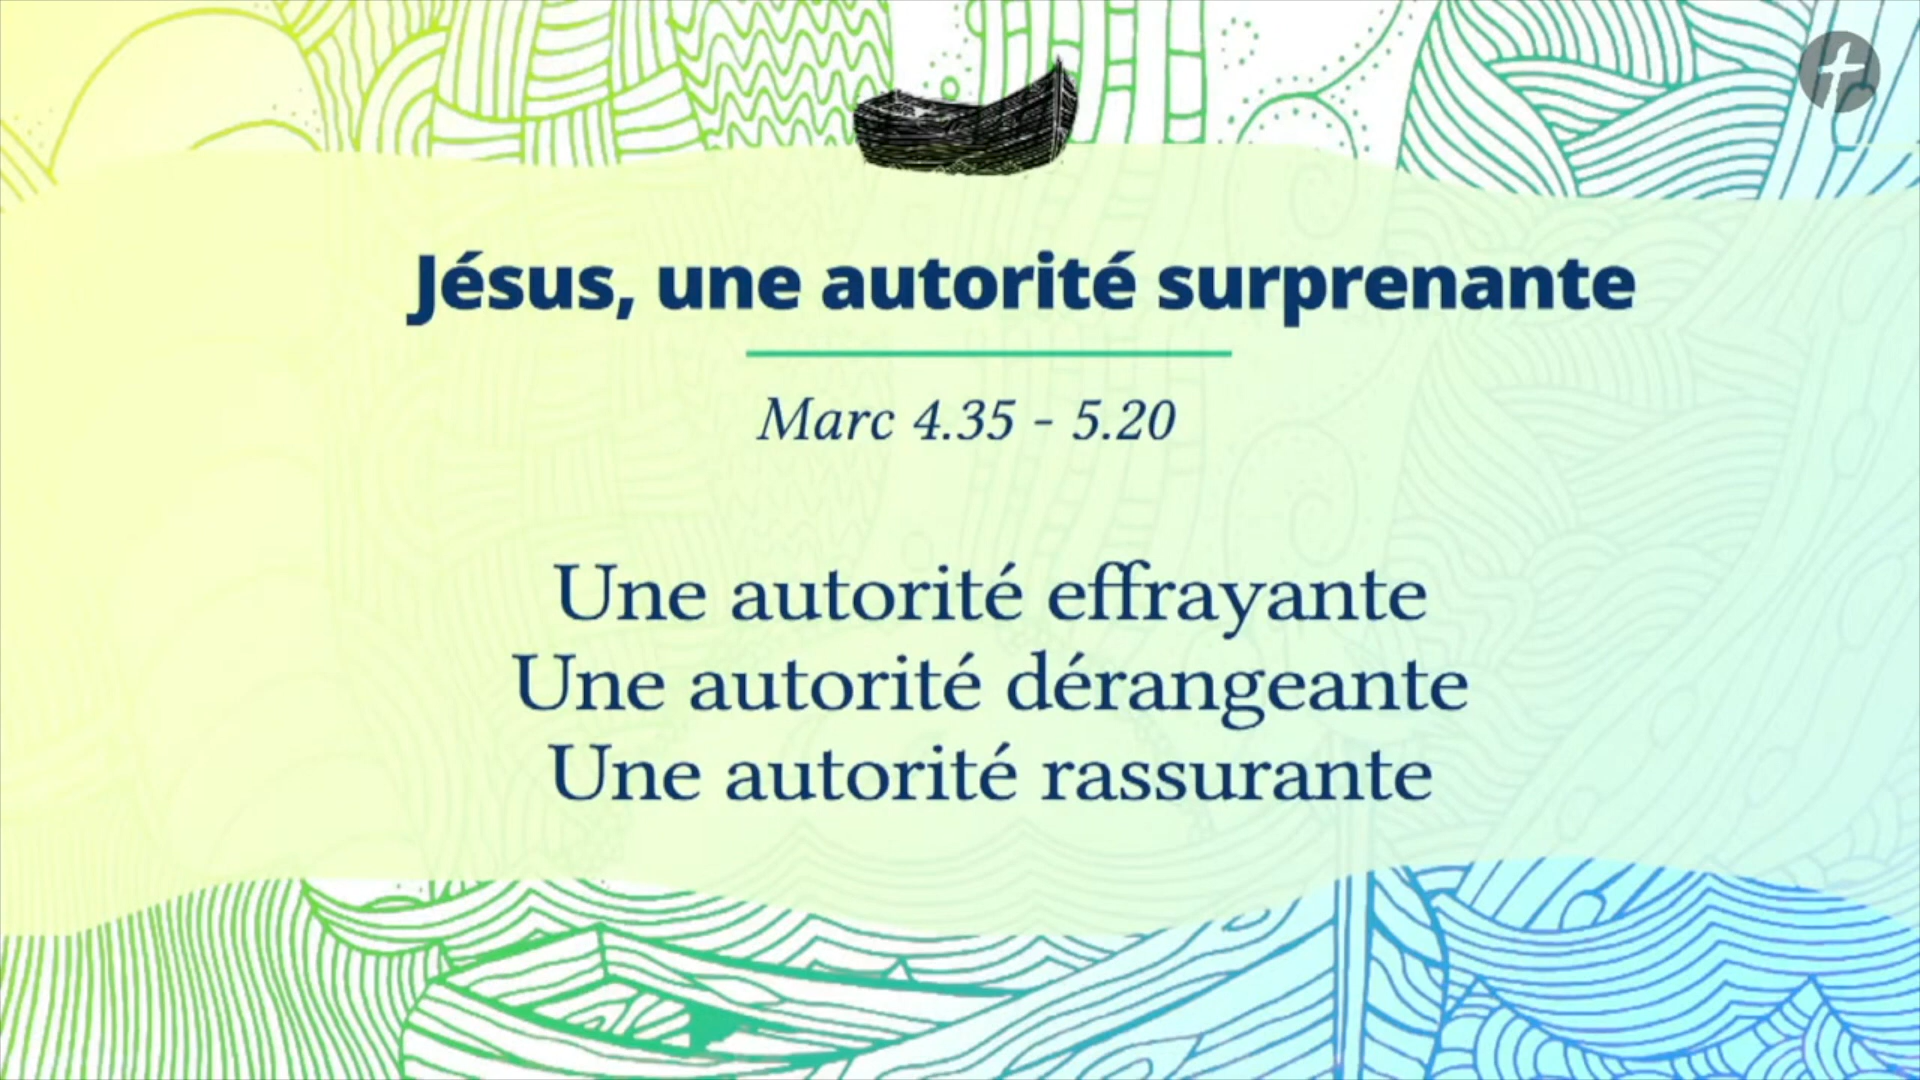 Jésus, une autorité surprenante
Marc 4.35 - 5.20
Une autorité effrayante
Une autorité dérangeante
Une autorité rassurante